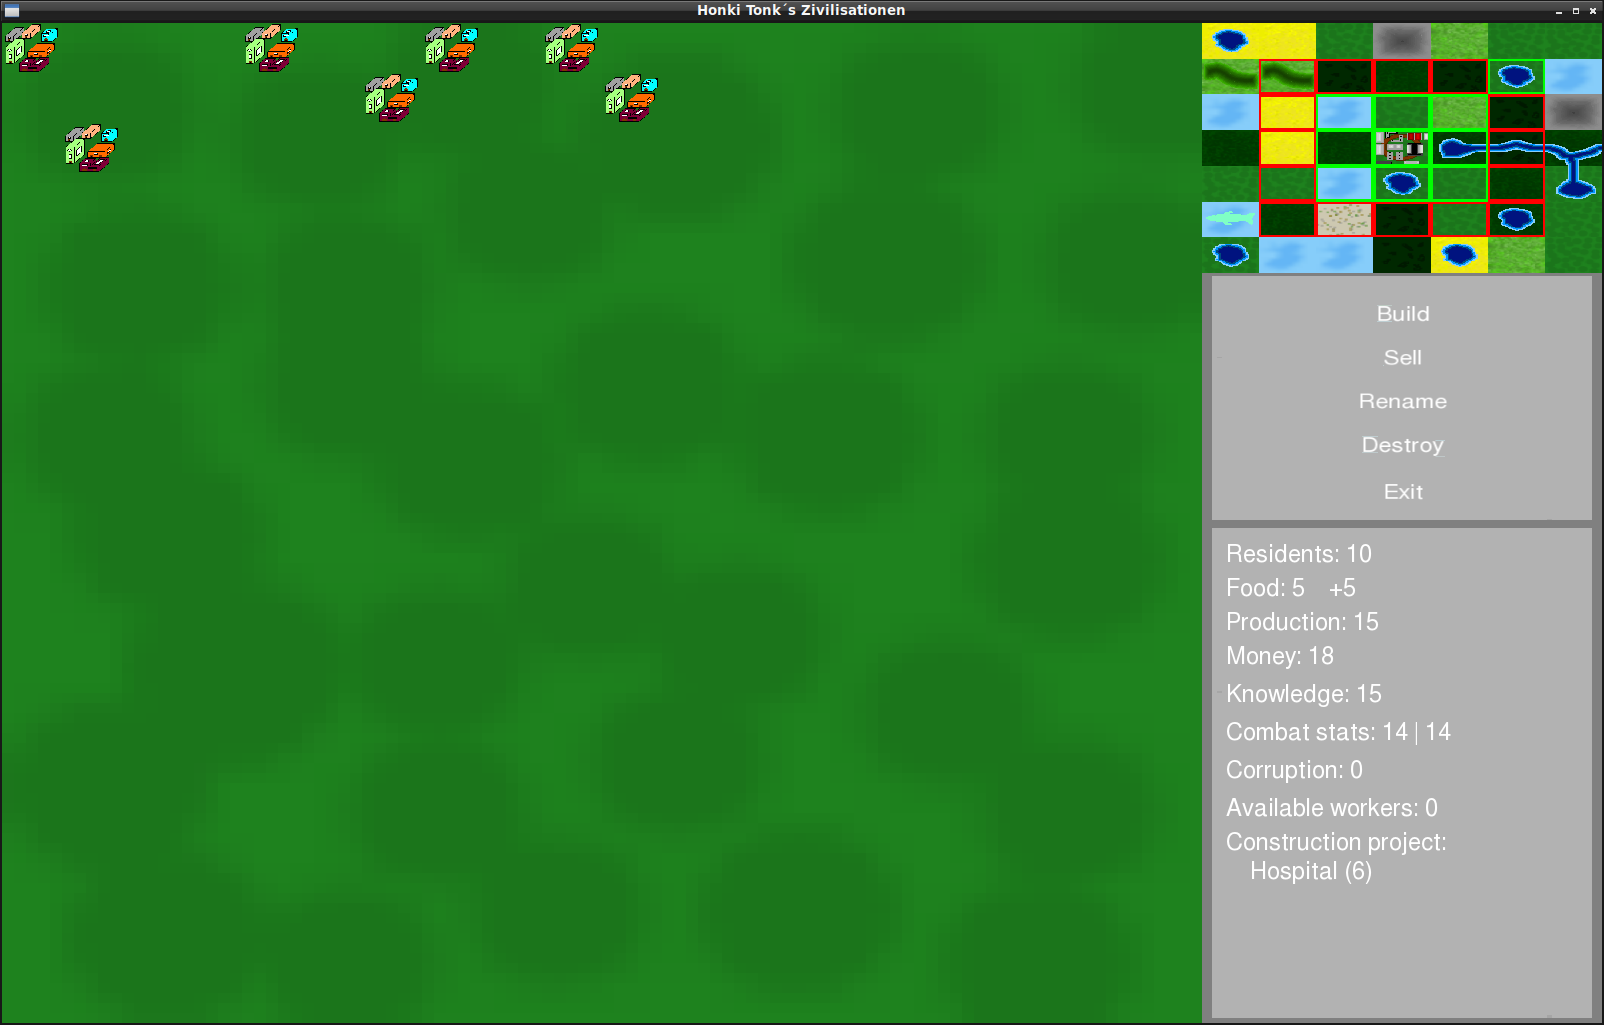 Honki Tonk´s Zivilisationen
Build
Sell
Rename
Destroy
Exit
Residents: 10
Food: 5 +5
Production: 15
Money: 18
Knowledge: 15
Combat stats: 14 | 14
Corruption: 0
Available workers: 0
Construction project:
Hospital (6)